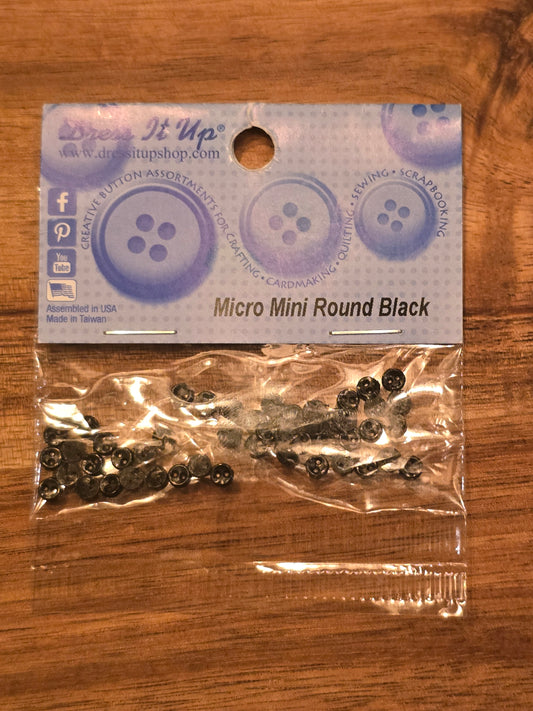 Dress It Up®
www.dressitupshop.com
CREATIVE BUTTON ASSORTMENTS FOR CRAFTING • CARDMAKING • QUILTING • SEWING • SCRAPBOOKING
f
P
You
Tube
Assembled in USA
Made in Taiwan
Micro Mini Round Black